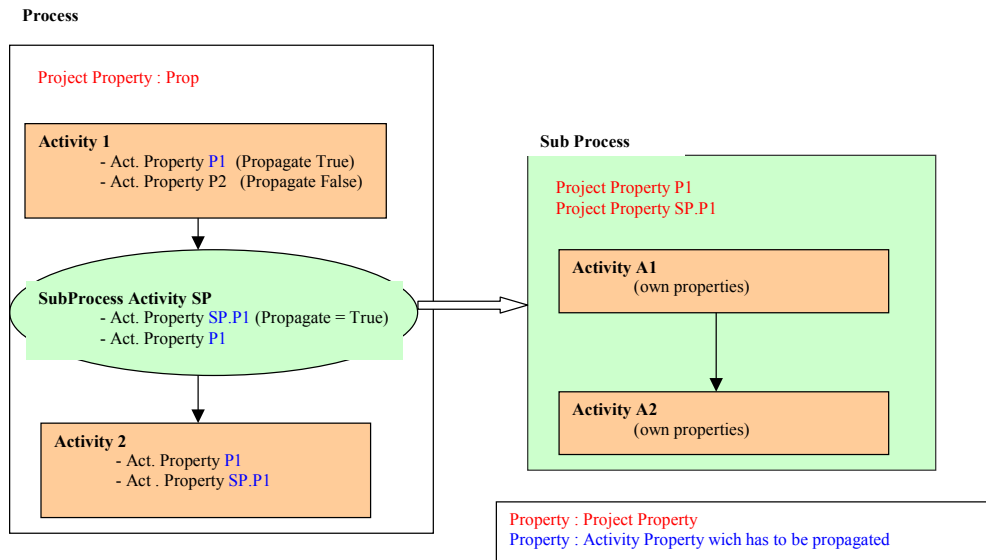 Process
Project Property : Prop
Activity 1
- Act. Property P1 (Propagate True)
- Act. Property P2 (Propagate False)
SubProcess Activity SP
- Act. Property SP.P1 (Propagate = True)
- Act. Property P1
Activity 2
- Act. Property P1
- Act . Property SP.P1
Sub Process
Project Property P1
Project Property SP.P1
Activity A1
(own properties)
Activity A2
(own properties)
Property : Project Property
Property : Activity Property wich has to be propagated